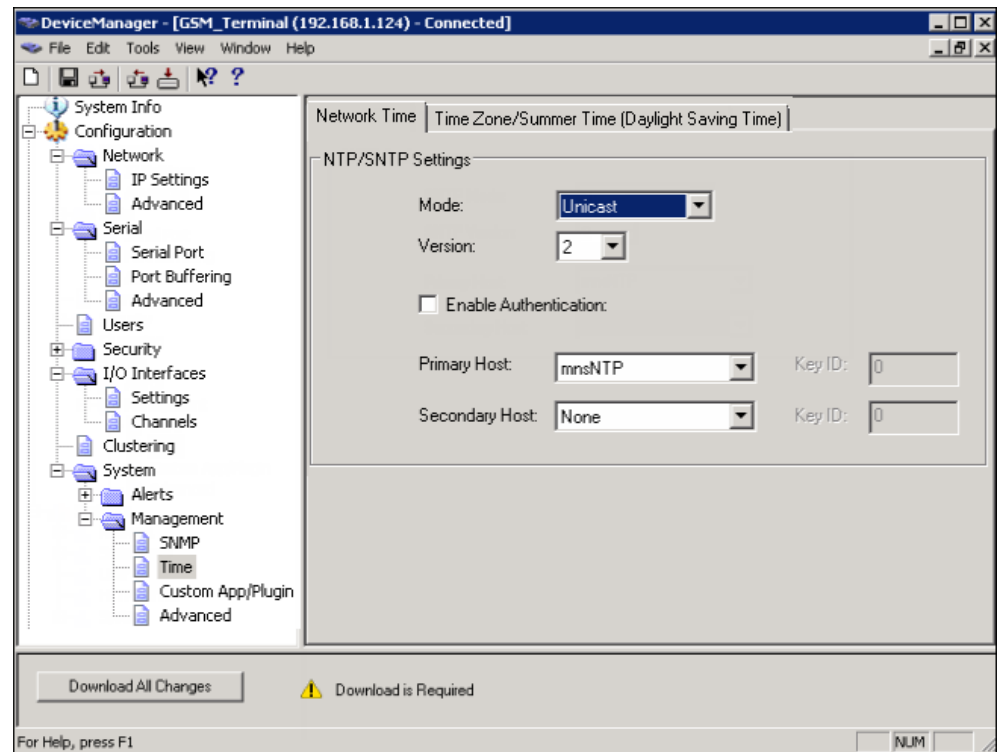 DeviceManager - [GSM_Terminal (192.168.1.124) - Connected]
File Edit Tools View Window Help
System Info
Configuration
Network
IP Settings
Advanced
Serial
Serial Port
Port Buffering
Advanced
Users
Security
I/O Interfaces
Settings
Channels
Clustering
System
Alerts
Management
SNMP
Time
Custom App/Plugin
Advanced
Network Time Time Zone/Summer Time (Daylight Saving Time)
NTP/SNTP Settings
Mode: Unicast
Version: 2
Enable Authentication:
Primary Host: mnsNTP Key ID: 0
Secondary Host: None Key ID: 0
Download All Changes Download is Required
For Help, press F1 NUM